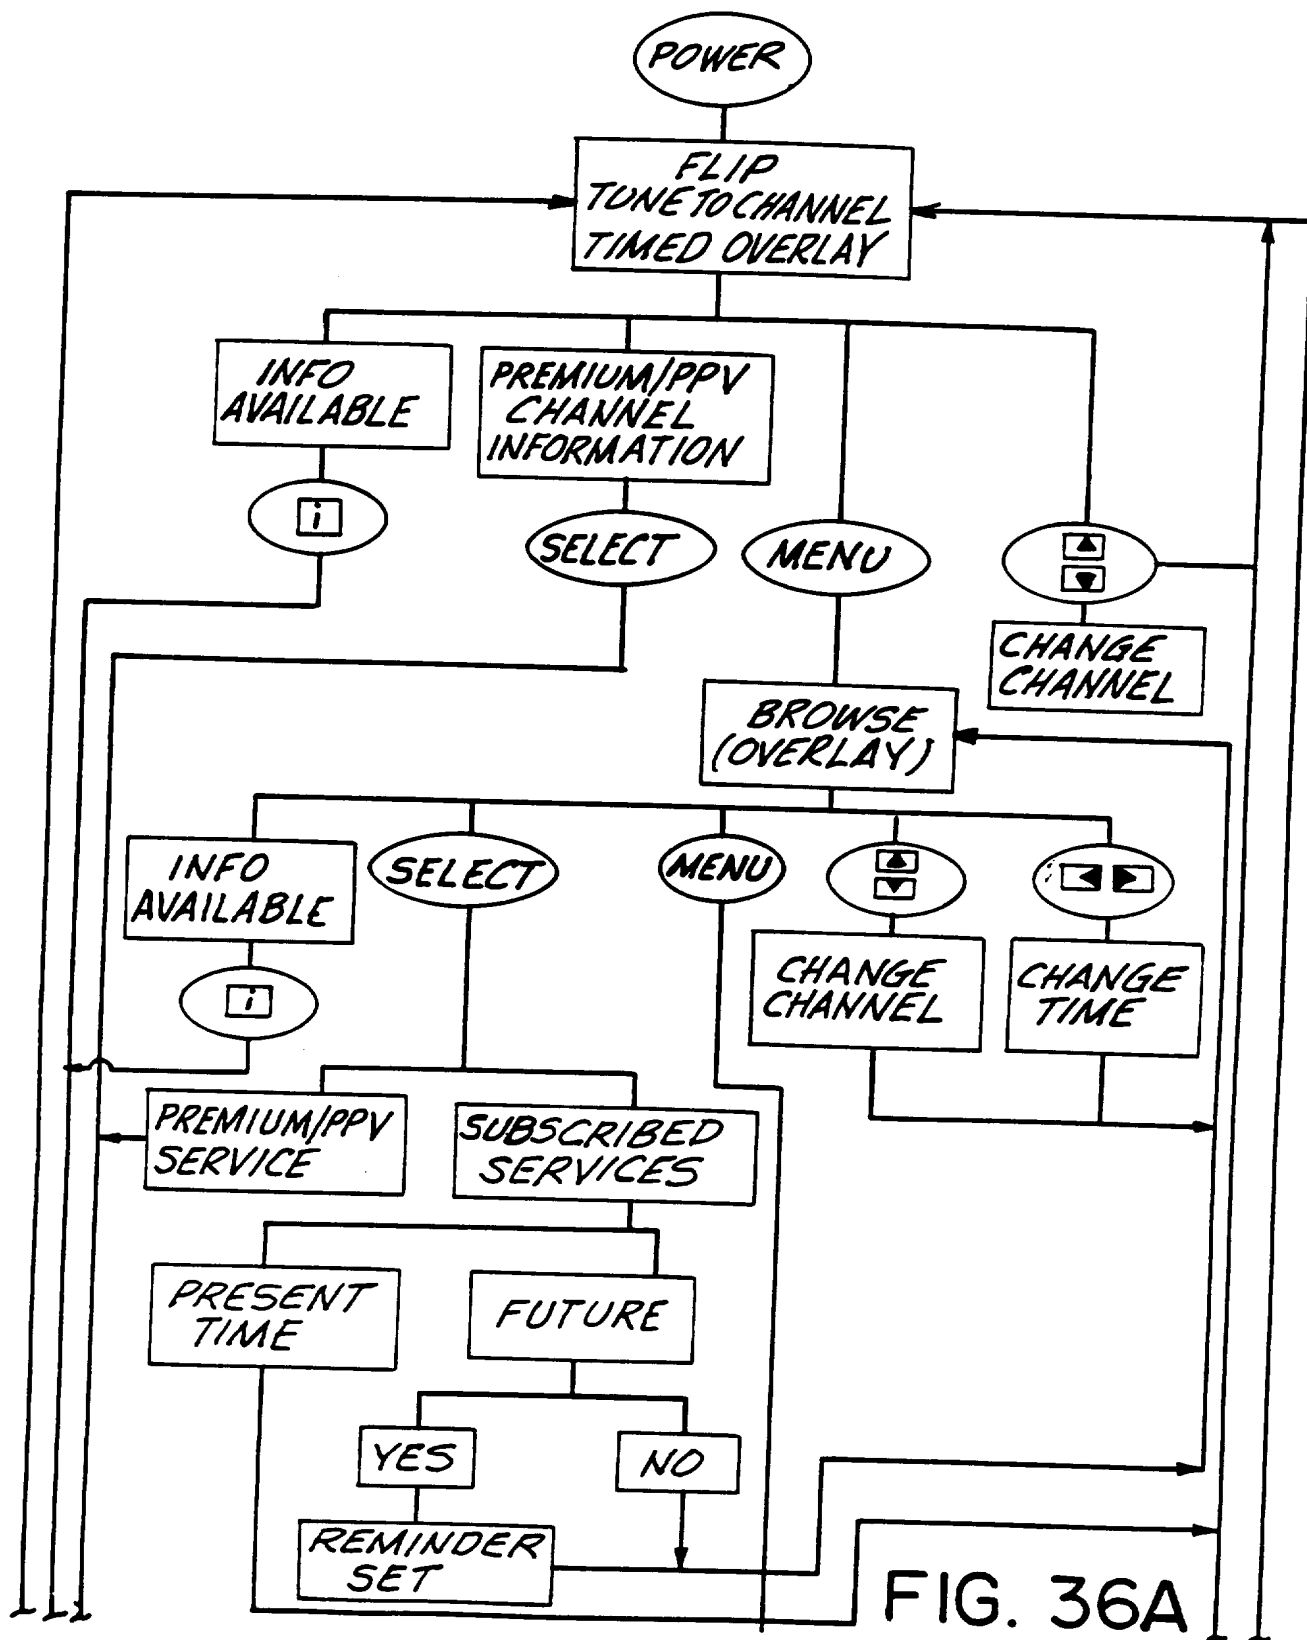 POWER
FLIP
TUNE TO CHANNEL
TIMED OVERLAY
INFO
AVAILABLE
PREMIUM/PPV
CHANNEL
INFORMATION
i
SELECT
MENU
CHANGE
CHANNEL
BROWSE
(OVERLAY)
INFO
AVAILABLE
SELECT
MENU
i
CHANGE
CHANNEL
CHANGE
TIME
PREMIUM/PPV
SERVICE
SUBSCRIBED
SERVICES
PRESENT
TIME
FUTURE
YES
NO
REMINDER
SET
FIG. 36A